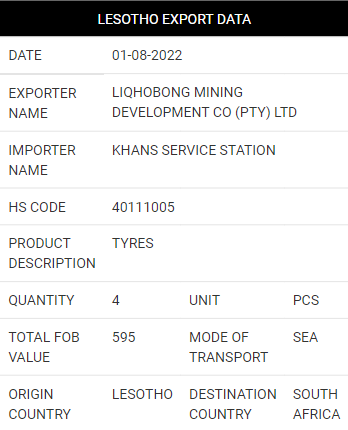 LESOTHO EXPORT DATA
DATE 01-08-2022
EXPORTER NAME LIQHOBONG MINING DEVELOPMENT CO (PTY) LTD
IMPORTER NAME KHANS SERVICE STATION
HS CODE 40111005
PRODUCT DESCRIPTION TYRES
QUANTITY 4 UNIT PCS
TOTAL FOB VALUE 595 MODE OF TRANSPORT SEA
ORIGIN COUNTRY LESOTHO DESTINATION COUNTRY SOUTH AFRICA